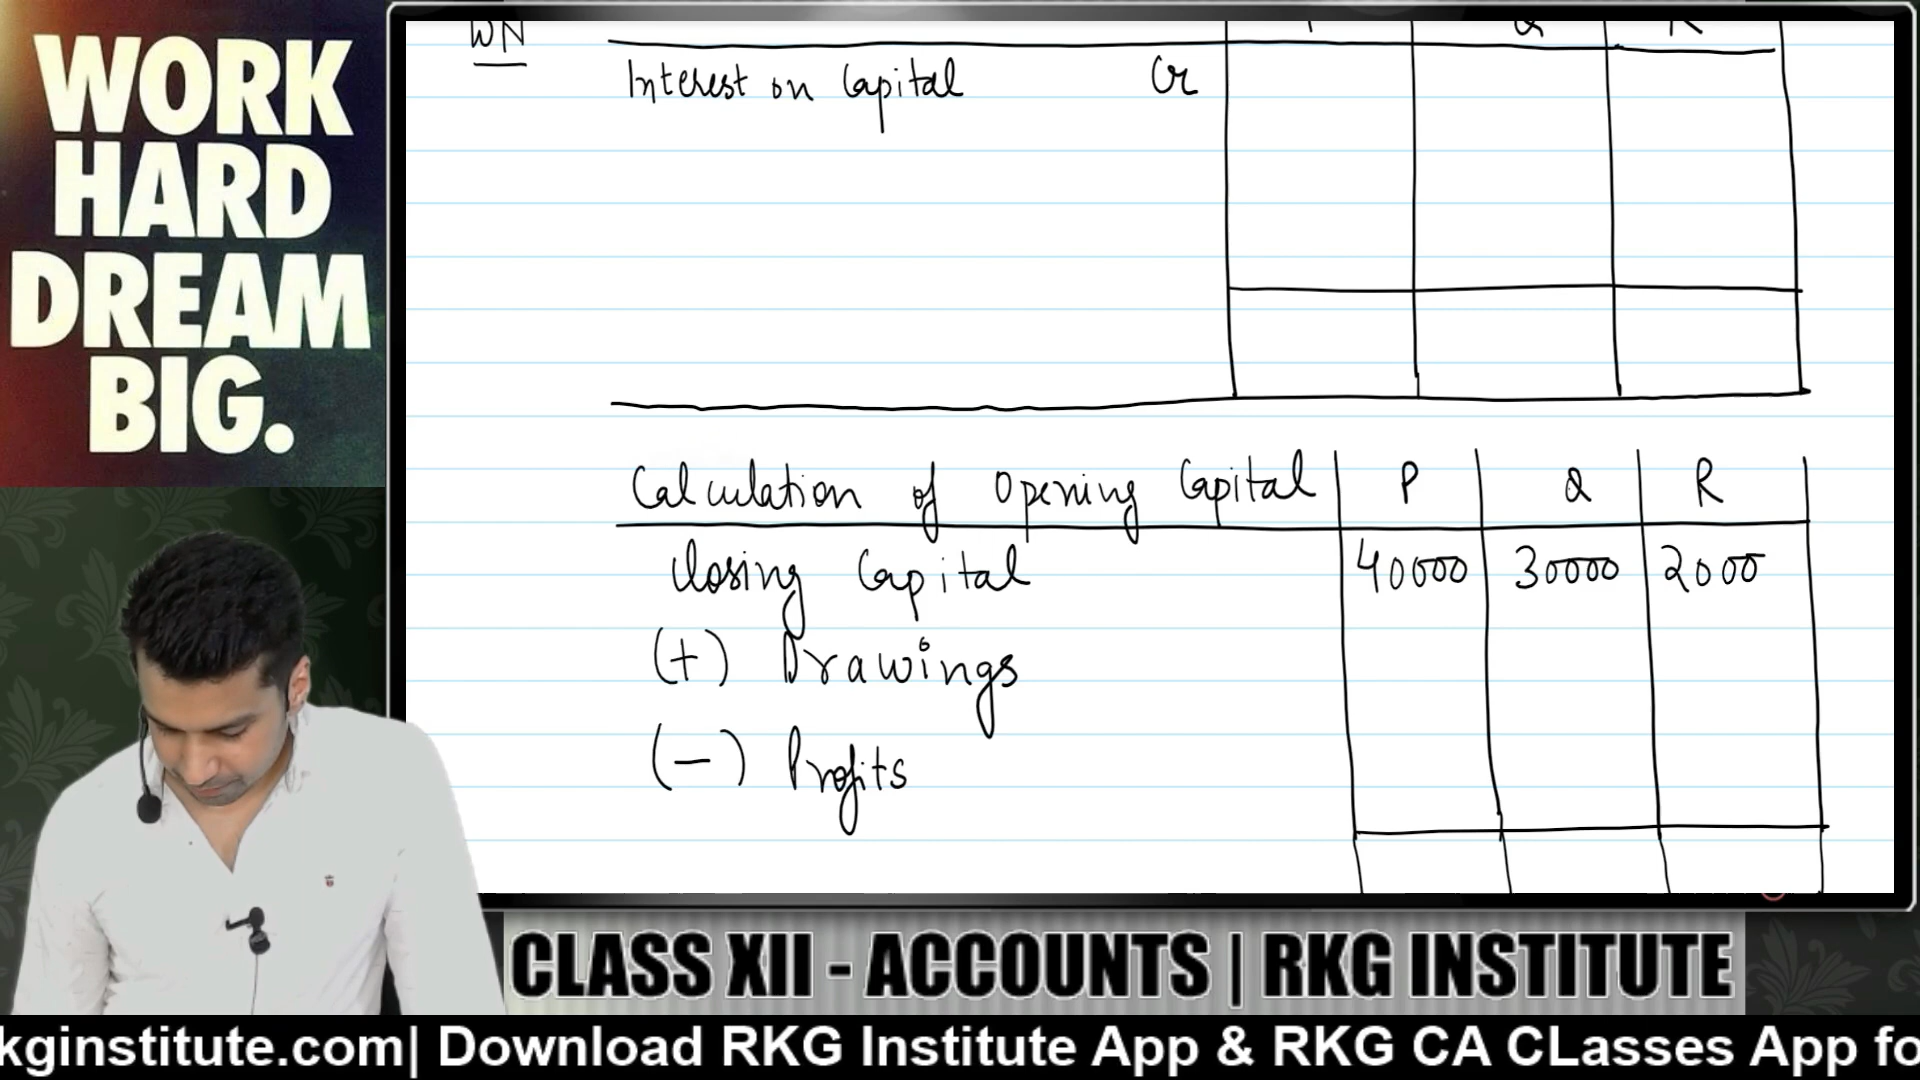 WORK
HARD
DREAM
BIG.
WN
Q R
Interest on Capital Cr
Calculation of Opening Capital P Q R
Closing Capital 40000 30000 2000
(+) Drawings
(-) Profits
CLASS XII - ACCOUNTS | RKG INSTITUTE
kginstitute.com| Download RKG Institute App & RKG CA CLasses App fo